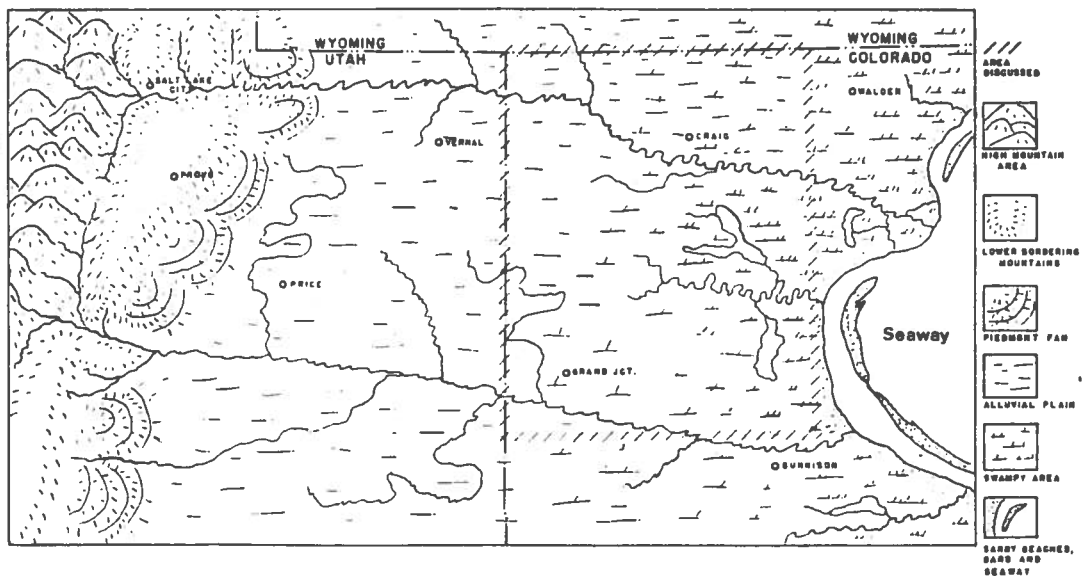 WYOMING
UTAH
WYOMING
COLORADO
SALT LAKE
CITY
WALDEN
VERNAL
CRAIG
PROVO
PRICE
GRAND JCT.
GUNNISON
Seaway
AREA
DISCUSSED
HIGH MOUNTAIN
AREA
LOWER BORDERING
MOUNTAINS
PIEDMONT FAN
ALLUVIAL PLAIN
SWAMPY AREA
SANDY BEACHES,
BARS AND
SEAWAY